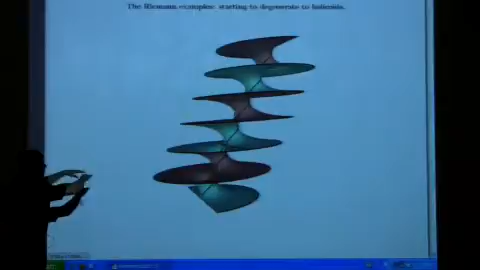 The Riemann examples: starting to degenerate to helicoids.